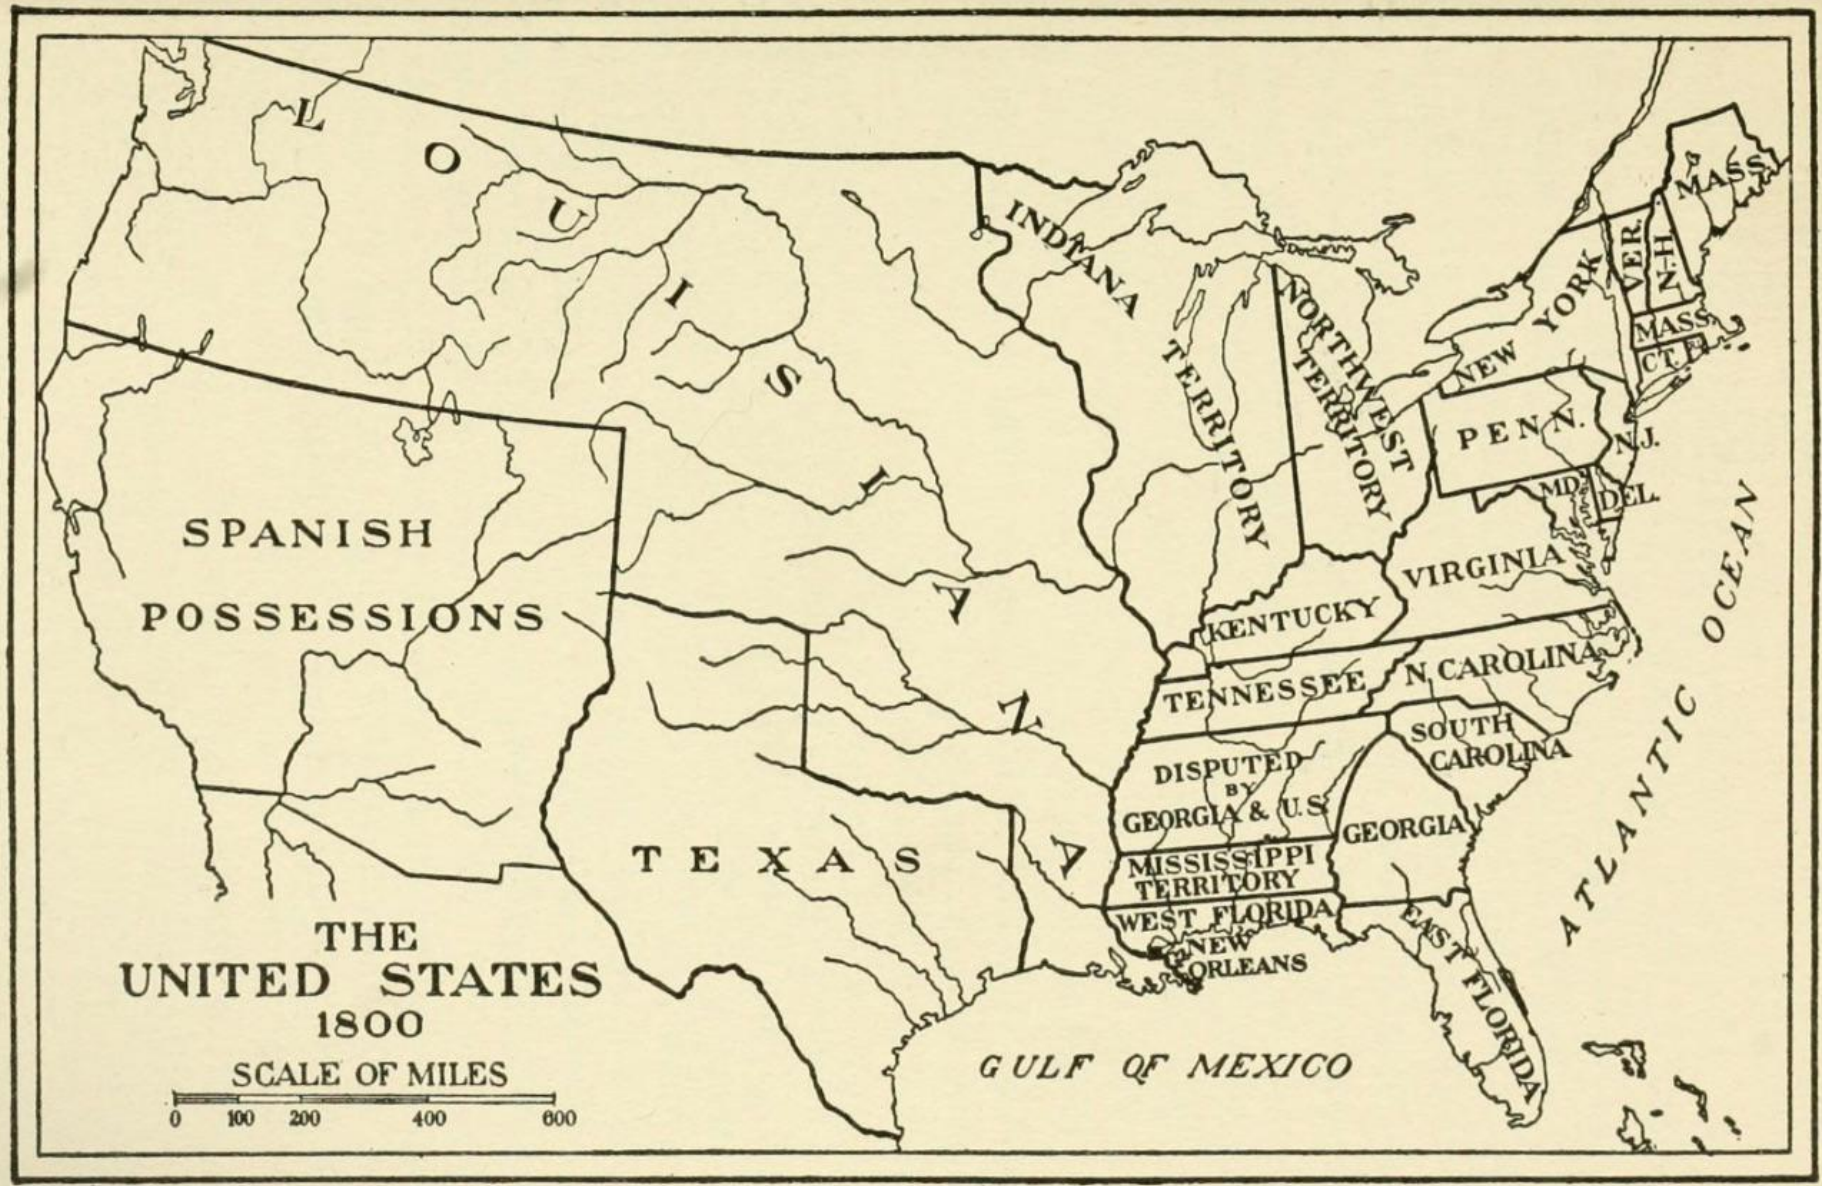 LOUISIANA
INDIANA
TERRITORY
NORTHWEST
TERRITORY
MASS.
VER.
N.H.
NEW YORK
MASS.
CT.
PENN.
N.J.
MD.
DEL.
VIRGINIA
KENTUCKY
TENNESSEE
N. CAROLINA
SOUTH
CAROLINA
DISPUTED
BY
GEORGIA & U.S.
GEORGIA
MISSISSIPPI
TERRITORY
WEST FLORIDA
NEW
ORLEANS
EAST FLORIDA
SPANISH
POSSESSIONS
TEXAS
ATLANTIC OCEAN
GULF OF MEXICO
THE
UNITED STATES
1800
SCALE OF MILES
0 100 200 400 600